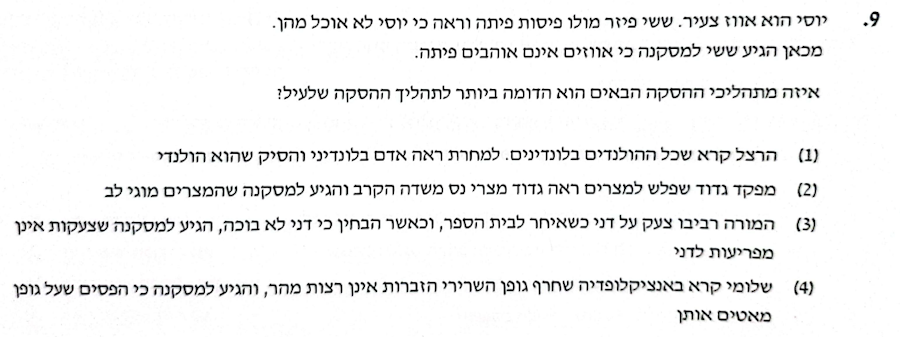 9. יוסי הוא אווז צעיר. ששי פיזר מולו פיסות פיתה וראה כי יוסי לא אוכל מהן.
מכאן הגיע ששי למסקנה כי אווזים אינם אוהבים פיתה.
איזה מתהליכי ההסקה הבאים הוא הדומה ביותר לתהליך ההסקה שלעיל?
(1) הרצל קרא שכל ההולנדים בלונדינים. למחרת ראה אדם בלונדיני והסיק שהוא הולנדי
(2) מפקד גדוד שפלש למצרים ראה גדוד מצרי נס משדה הקרב והגיע למסקנה שהמצרים מוגי לב
(3) המורה רביבו צעק על דני כשאיחר לבית הספר, וכאשר הבחין כי דני לא בוכה, הגיע למסקנה שצעקות אינן
מפריעות לדני
(4) שלומי קרא באנציקלופדיה שחרף גופן השרירי הזברות אינן רצות מהר, והגיע למסקנה כי הפסים שעל גופן
מאטים אותן